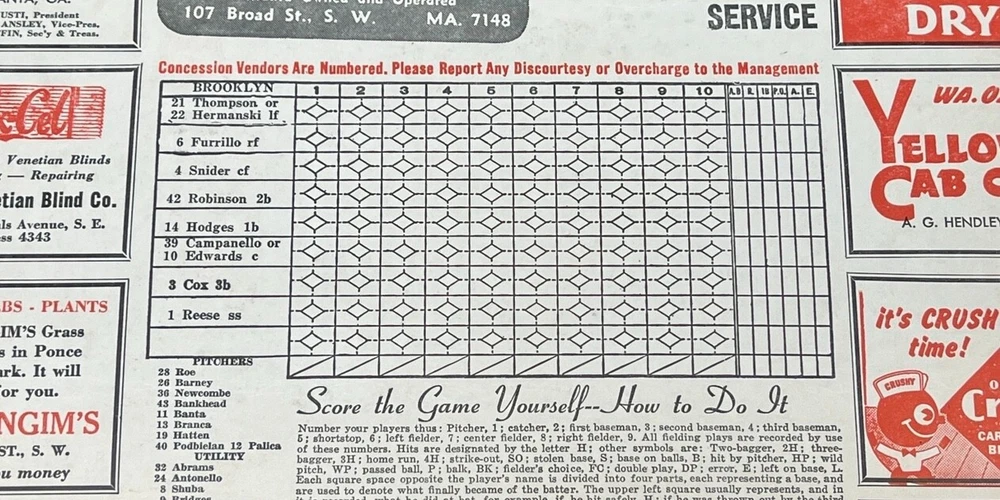 USTI, President
ANSLEY, Vice-Pres.
FIN, Sec'y & Treas.
Owned and Operated
107 Broad St., S. W. MA. 7148
SERVICE
DRY
Concession Vendors Are Numbered. Please Report Any Discourtesy or Overcharge to the Management
Venetian Blinds
— Repairing
etian Blind Co.
ls Avenue, S. E.
ss 4343
BROOKLYN 1 2 3 4 5 6 7 8 9 10 A.B R. 1B P.O. A. E.
21 Thompson or
22 Hermanski lf
6 Furrillo rf
4 Snider cf
42 Robinson 2b
14 Hodges 1b
39 Campanello or
10 Edwards c
3 Cox 3b
1 Reese ss
WA.
YELLO
CAB C
A. G. HENDLEY
BS - PLANTS
IM'S Grass
s in Ponce
ark. It will
for you.
NGIM'S
ST., S. W.
u money
PITCHERS
28 Roe
26 Barney
36 Newcombe
43 Bankhead
11 Banta
13 Branca
19 Hatten
40 Podbielan 12 Palica
UTILITY
32 Abrams
24 Antonello
8 Shuba
9 Bridges
Score the Game Yourself--How to Do It
Number your players thus: Pitcher, 1; catcher, 2; first baseman, 3; second baseman, 4; third baseman,
5; shortstop, 6; left fielder, 7; center fielder, 8; right fielder, 9. All fielding plays are recorded by use
of these numbers. Hits are designated by the letter H; other symbols are: Two-bagger, 2H; three-
bagger, 3H; home run, 4H; strike-out, SO; stolen base, S; base on balls, B; hit by pitcher, HP; wild
pitch, WP; passed ball, P; balk, BK; fielder's choice, FC; double play, DP; error, E; left on base, L.
Each square space opposite the player's name is divided into four parts, each representing a base, and
are used to denote what finally became of the batter. The upper left square usually represents, and in
it's CRUSH
time!
CRUSHY